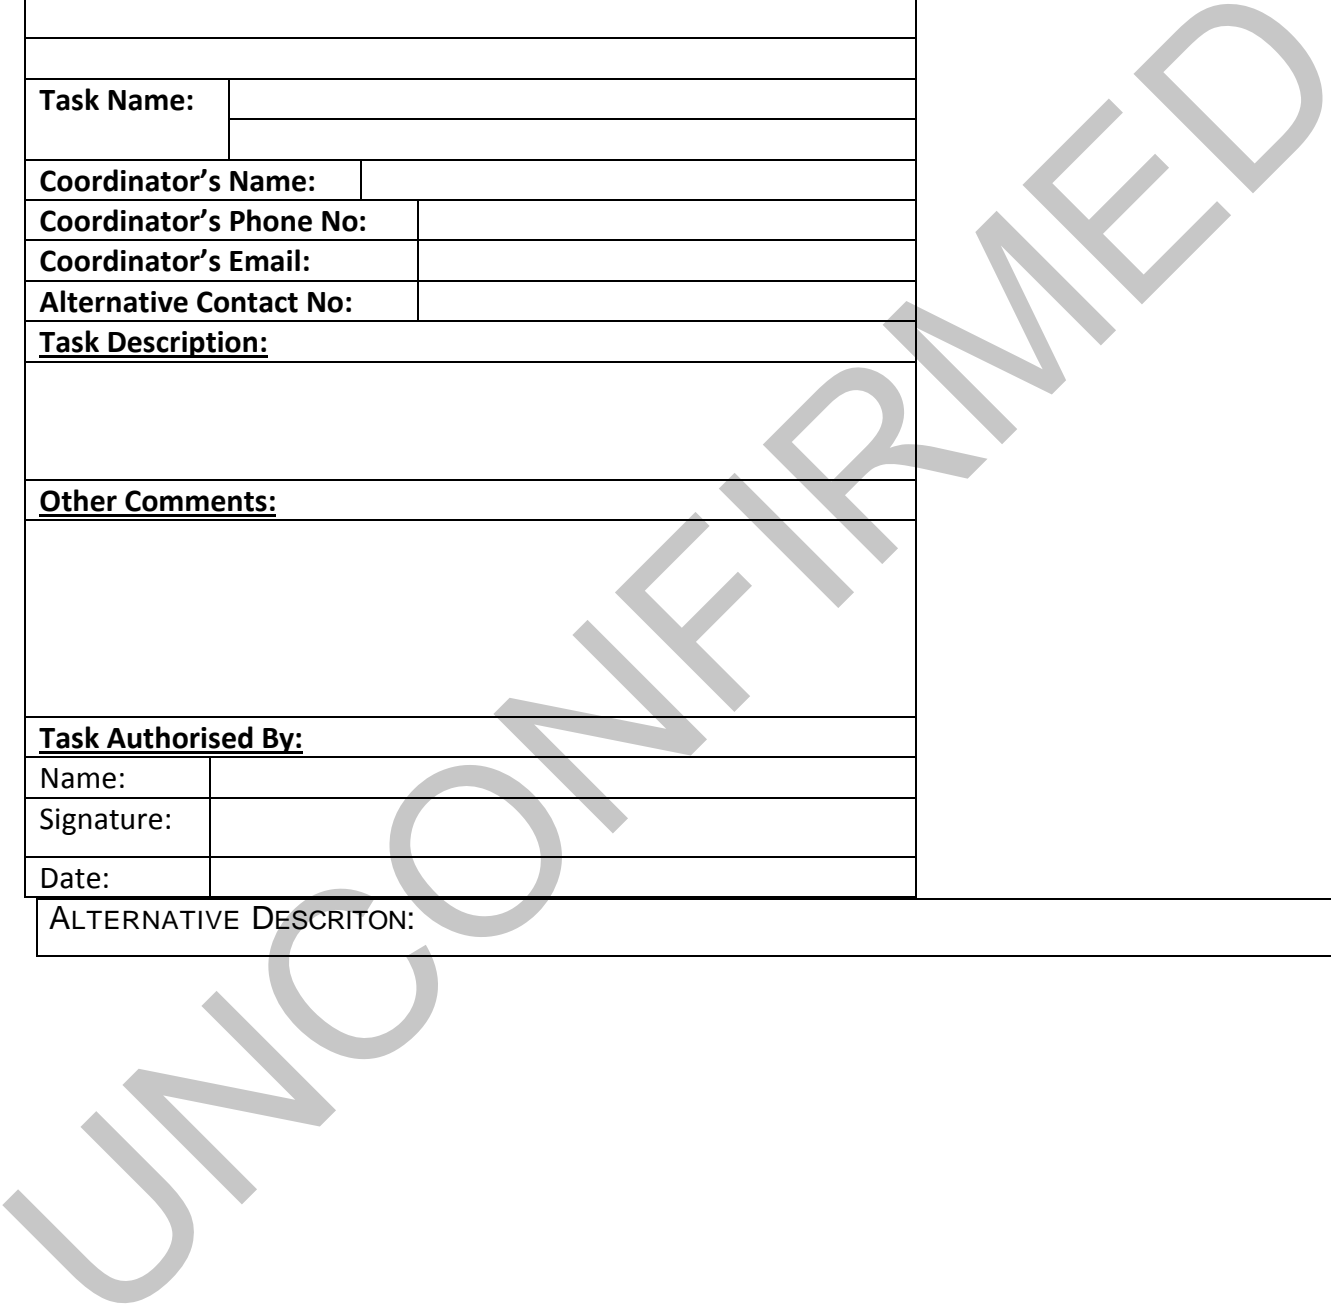 Task Name:
Coordinator’s Name:
Coordinator’s Phone No:
Coordinator’s Email:
Alternative Contact No:
Task Description:
Other Comments:
Task Authorised By:
Name:
Signature:
Date:
ALTERNATIVE DESCRITON:
UNCONFIRMED